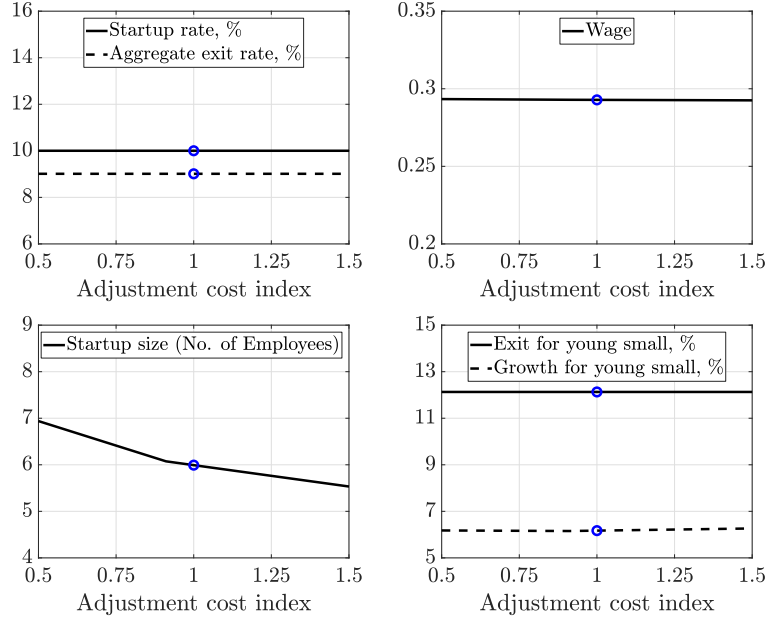 16
14
12
10
8
6
Startup rate, %
Aggregate exit rate, %
0.5 0.75 1 1.25 1.5
Adjustment cost index
0.35
0.3
0.25
0.2
Wage
0.5 0.75 1 1.25 1.5
Adjustment cost index
9
8
7
6
5
4
Startup size (No. of Employees)
0.5 0.75 1 1.25 1.5
Adjustment cost index
15
13
11
9
7
5
Exit for young small, %
Growth for young small, %
0.5 0.75 1 1.25 1.5
Adjustment cost index